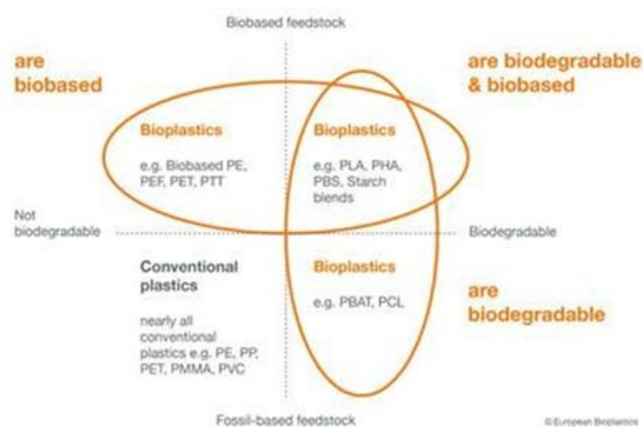 Biobased feedstock
are
biobased
are biodegradable
& biobased
Bioplastics
e.g. Biobased PE,
PEF, PET, PTT
Bioplastics
e.g. PLA, PHA,
PBS, Starch
blends
Not
biodegradable
Biodegradable
Conventional
plastics
nearly all
conventional
plastics e.g. PE, PP,
PET, PMMA, PVC
Bioplastics
e.g. PBAT, PCL
are
biodegradable
Fossil-based feedstock
© European Bioplastics